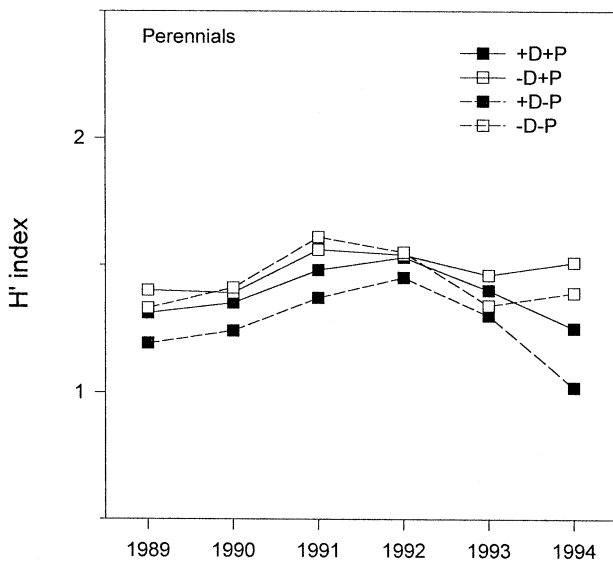 Perennials
+D+P
-D+P
+D-P
-D-P
2
1
H' index
1989 1990 1991 1992 1993 1994